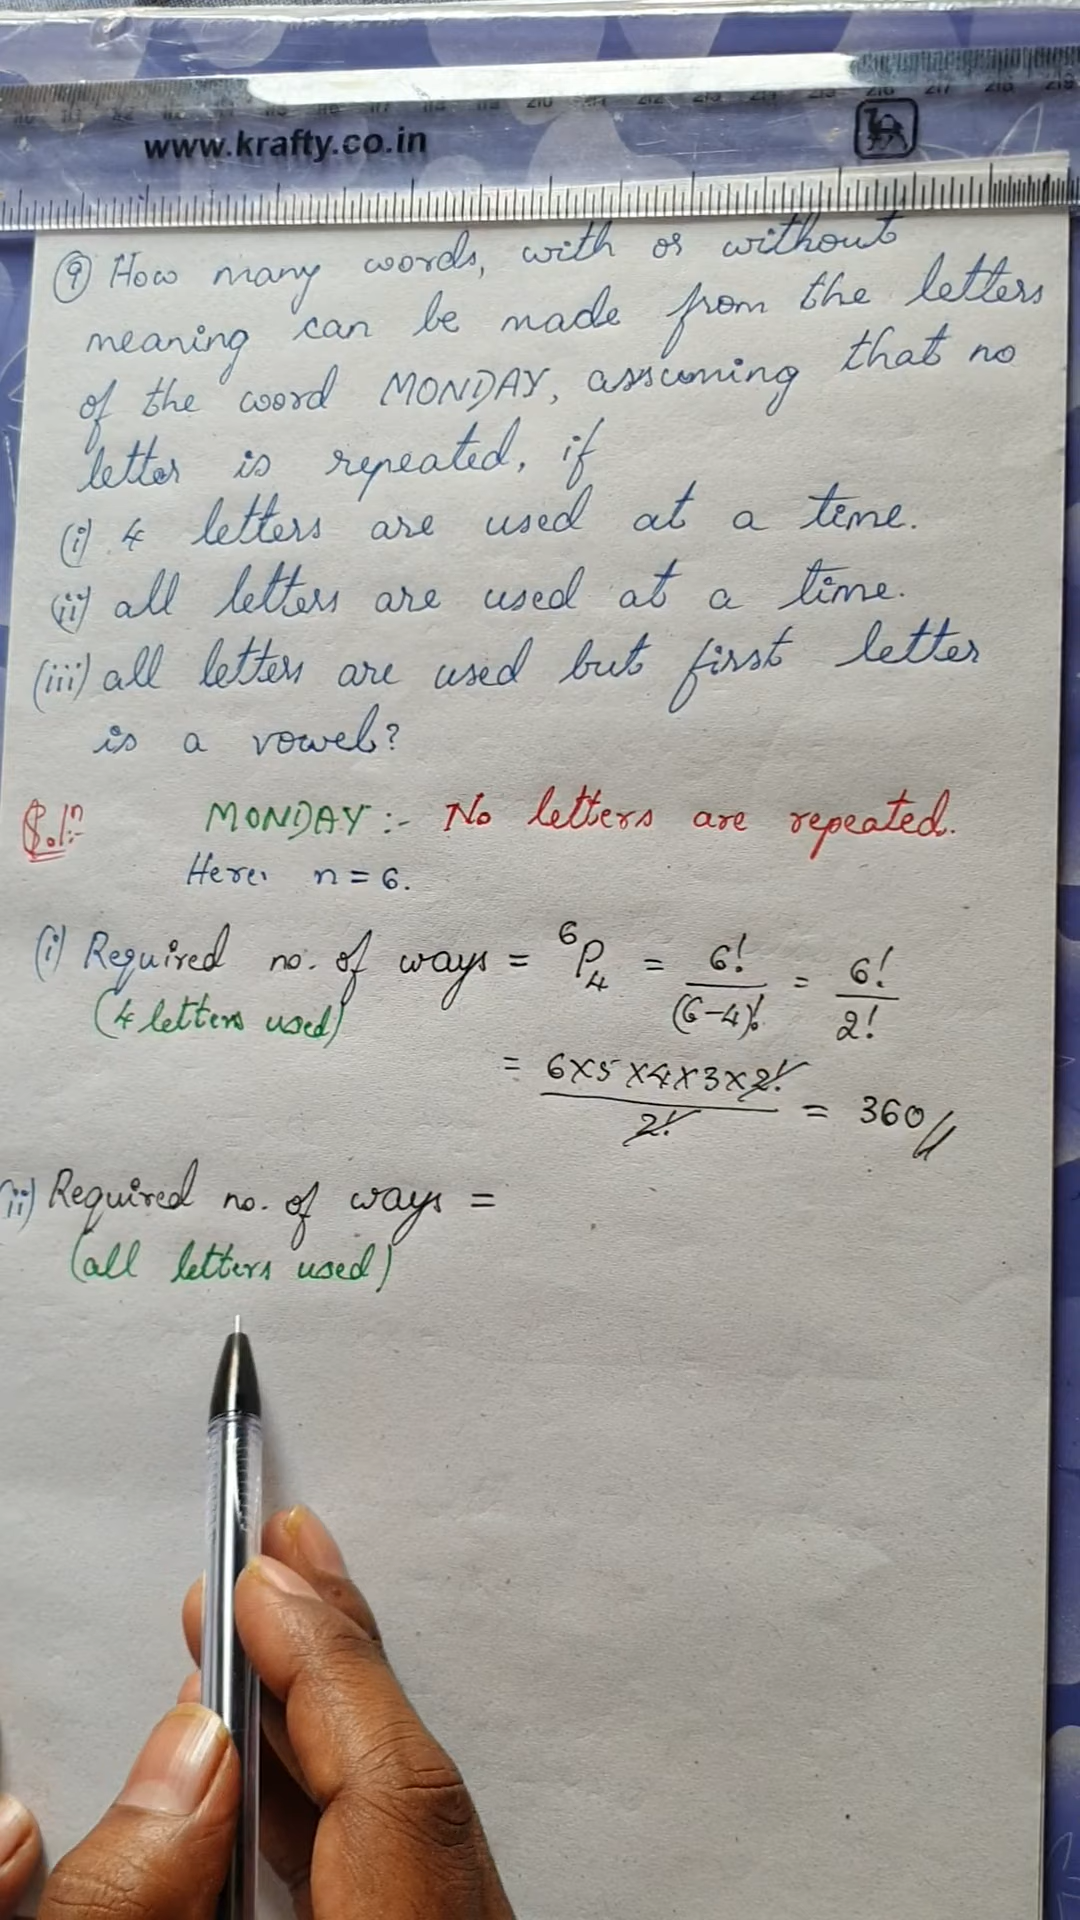 www.krafty.co.in
⑨ How many words, with or without
meaning can be made from the letters
of the word MONDAY, assuming that no
letter is repeated, if
(i) 4 letters are used at a time.
(ii) all letters are used at a time.
(iii) all letters are used but first letter
is a vowel?
Solⁿ:- MONDAY :- No letters are repeated.
Here, n = 6.
(i) Required no. of ways = ⁶P₄ = 6!/(6-4)! = 6!/2!
(4 letters used)
= 6×5×4×3×2!/2! = 360//
(ii) Required no. of ways =
(all letters used)